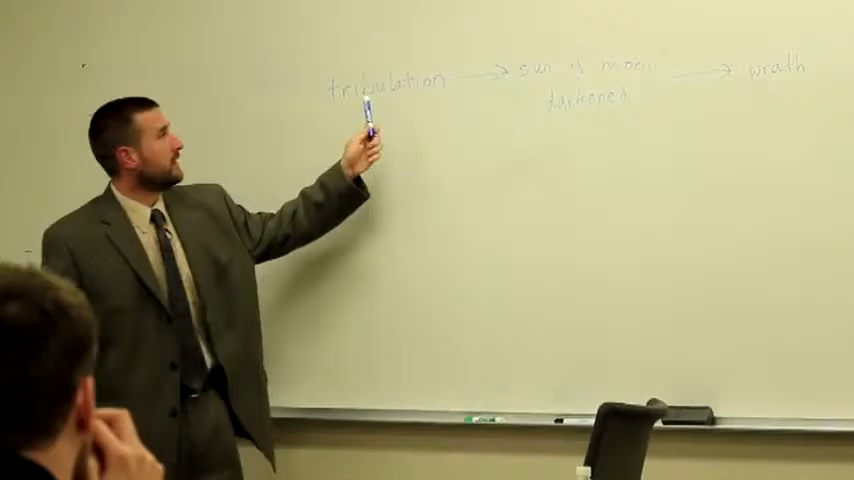 tribulation → sun & moon → wrath
darkened